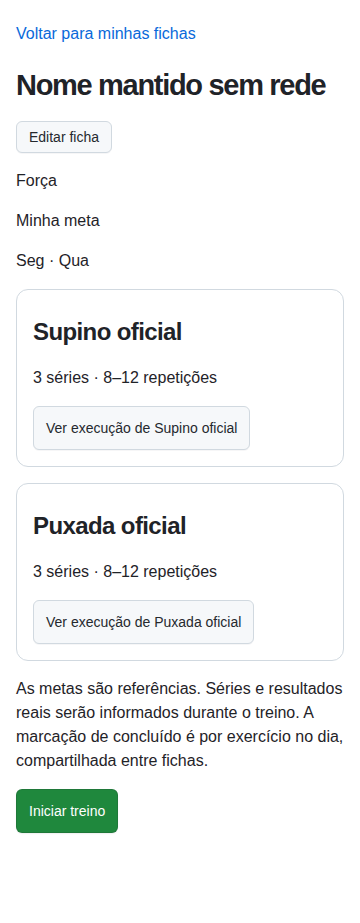 Voltar para minhas fichas
Nome mantido sem rede
Editar ficha
Força
Minha meta
Seg · Qua
Supino oficial
3 séries · 8–12 repetições
Ver execução de Supino oficial
Puxada oficial
3 séries · 8–12 repetições
Ver execução de Puxada oficial
As metas são referências. Séries e resultados
reais serão informados durante o treino. A
marcação de concluído é por exercício no dia,
compartilhada entre fichas.
Iniciar treino